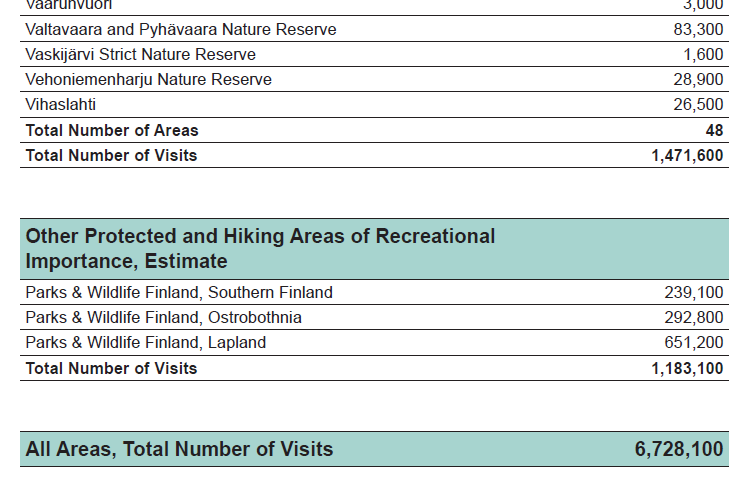 Vaarunvuori 3,000
Valtavaara and Pyhävaara Nature Reserve 83,300
Vaskijärvi Strict Nature Reserve 1,600
Vehoniemenharju Nature Reserve 28,900
Vihaslahti 26,500
Total Number of Areas 48
Total Number of Visits 1,471,600
Other Protected and Hiking Areas of Recreational
Importance, Estimate
Parks & Wildlife Finland, Southern Finland 239,100
Parks & Wildlife Finland, Ostrobothnia 292,800
Parks & Wildlife Finland, Lapland 651,200
Total Number of Visits 1,183,100
All Areas, Total Number of Visits 6,728,100